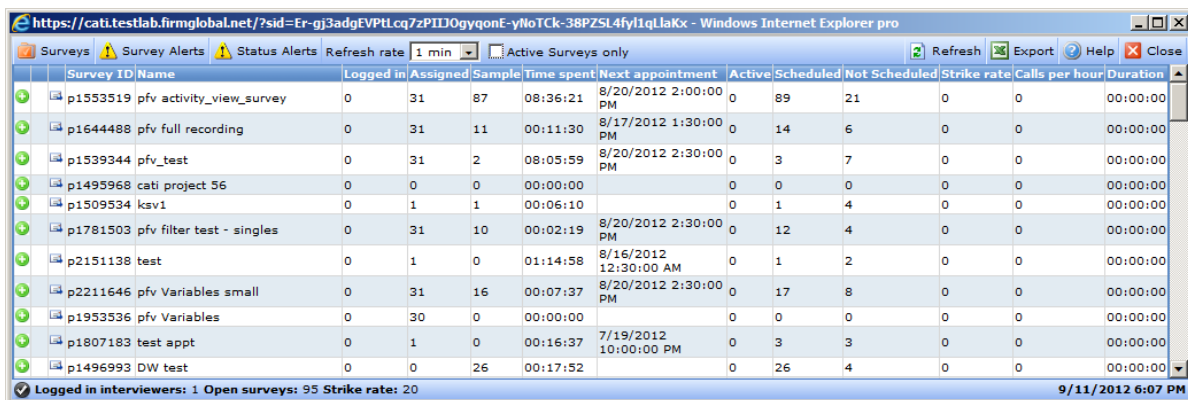 https://cati.testlab.firmglobal.net/?sid=Er-gj3adgEVPtLcq7zPIIJOgyqonE-yNoTCk-38PZSL4fyl1qLlaKx - Windows Internet Explorer pro
Surveys Survey Alerts Status Alerts Refresh rate 1 min Active Surveys only Refresh Export Help Close
Survey ID Name Logged in Assigned Sample Time spent Next appointment Active Scheduled Not Scheduled Strike rate Calls per hour Duration
p1553519 pfv activity_view_survey 0 31 87 08:36:21 8/20/2012 2:00:00 PM 0 89 21 0 0 00:00:00
p1644488 pfv full recording 0 31 11 00:11:30 8/17/2012 1:30:00 PM 0 14 6 0 0 00:00:00
p1539344 pfv_test 0 31 2 08:05:59 8/20/2012 2:30:00 PM 0 3 7 0 0 00:00:00
p1495968 cati project 56 0 0 0 00:00:00 0 0 0 0 0 00:00:00
p1509534 ksv1 0 1 1 00:06:10 0 1 4 0 0 00:00:00
p1781503 pfv filter test - singles 0 31 10 00:02:19 8/20/2012 2:30:00 PM 0 12 4 0 0 00:00:00
p2151138 test 0 1 0 01:14:58 8/16/2012 12:30:00 AM 0 1 2 0 0 00:00:00
p2211646 pfv Variables small 0 31 16 00:07:37 8/20/2012 2:30:00 PM 0 17 8 0 0 00:00:00
p1953536 pfv Variables 0 30 0 00:00:00 0 0 0 0 0 00:00:00
p1807183 test appt 0 1 0 00:16:37 7/19/2012 10:00:00 PM 0 3 3 0 0 00:00:00
p1496993 DW test 0 0 26 00:17:52 0 26 4 0 0 00:00:00
Logged in interviewers: 1 Open surveys: 95 Strike rate: 20 9/11/2012 6:07 PM